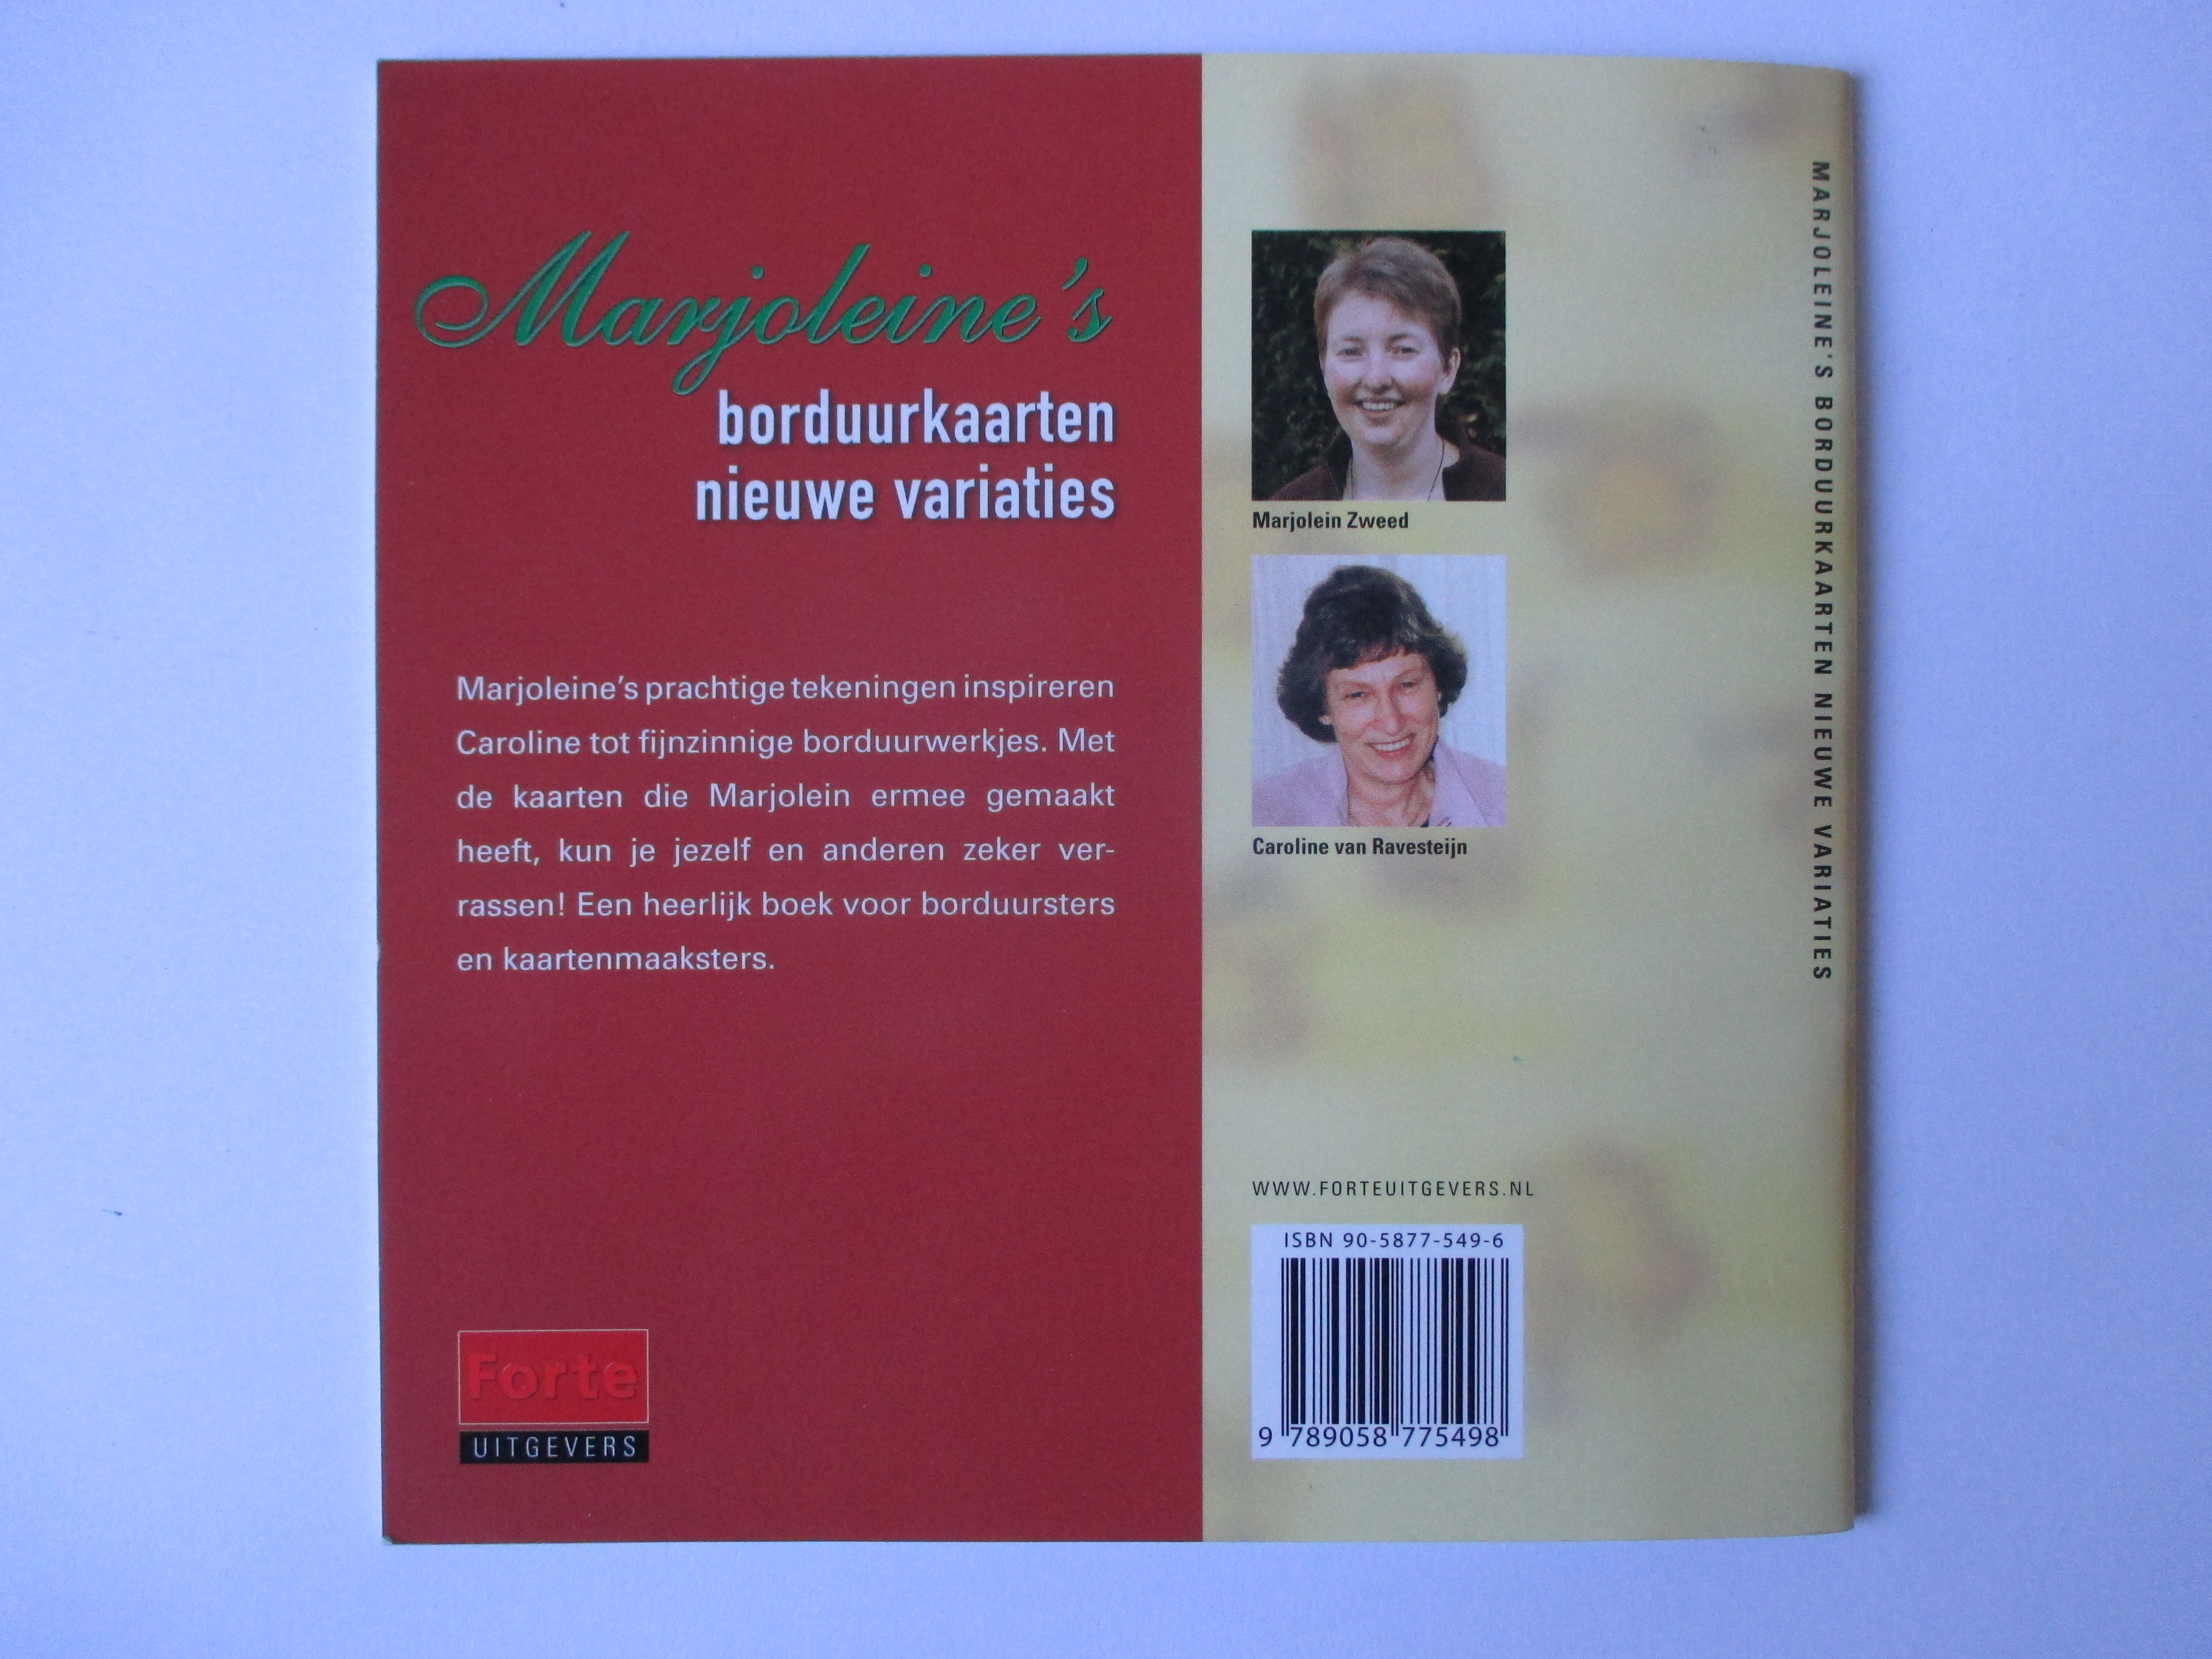 Marjoleine's
borduurkaarten
nieuwe variaties
Marjoleine's prachtige tekeningen inspireren
Caroline tot fijnzinnige borduurwerkjes. Met
de kaarten die Marjolein ermee gemaakt
heeft, kun je jezelf en anderen zeker ver-
rassen! Een heerlijk boek voor borduursters
en kaartenmaaksters.
Forte
UITGEVERS
Marjolein Zweed
Caroline van Ravesteijn
WWW.FORTEUITGEVERS.NL
ISBN 90-5877-549-6
9 789058 775498
MARJOLEINE'S BORDUURKAARTEN NIEUWE VARIATIES